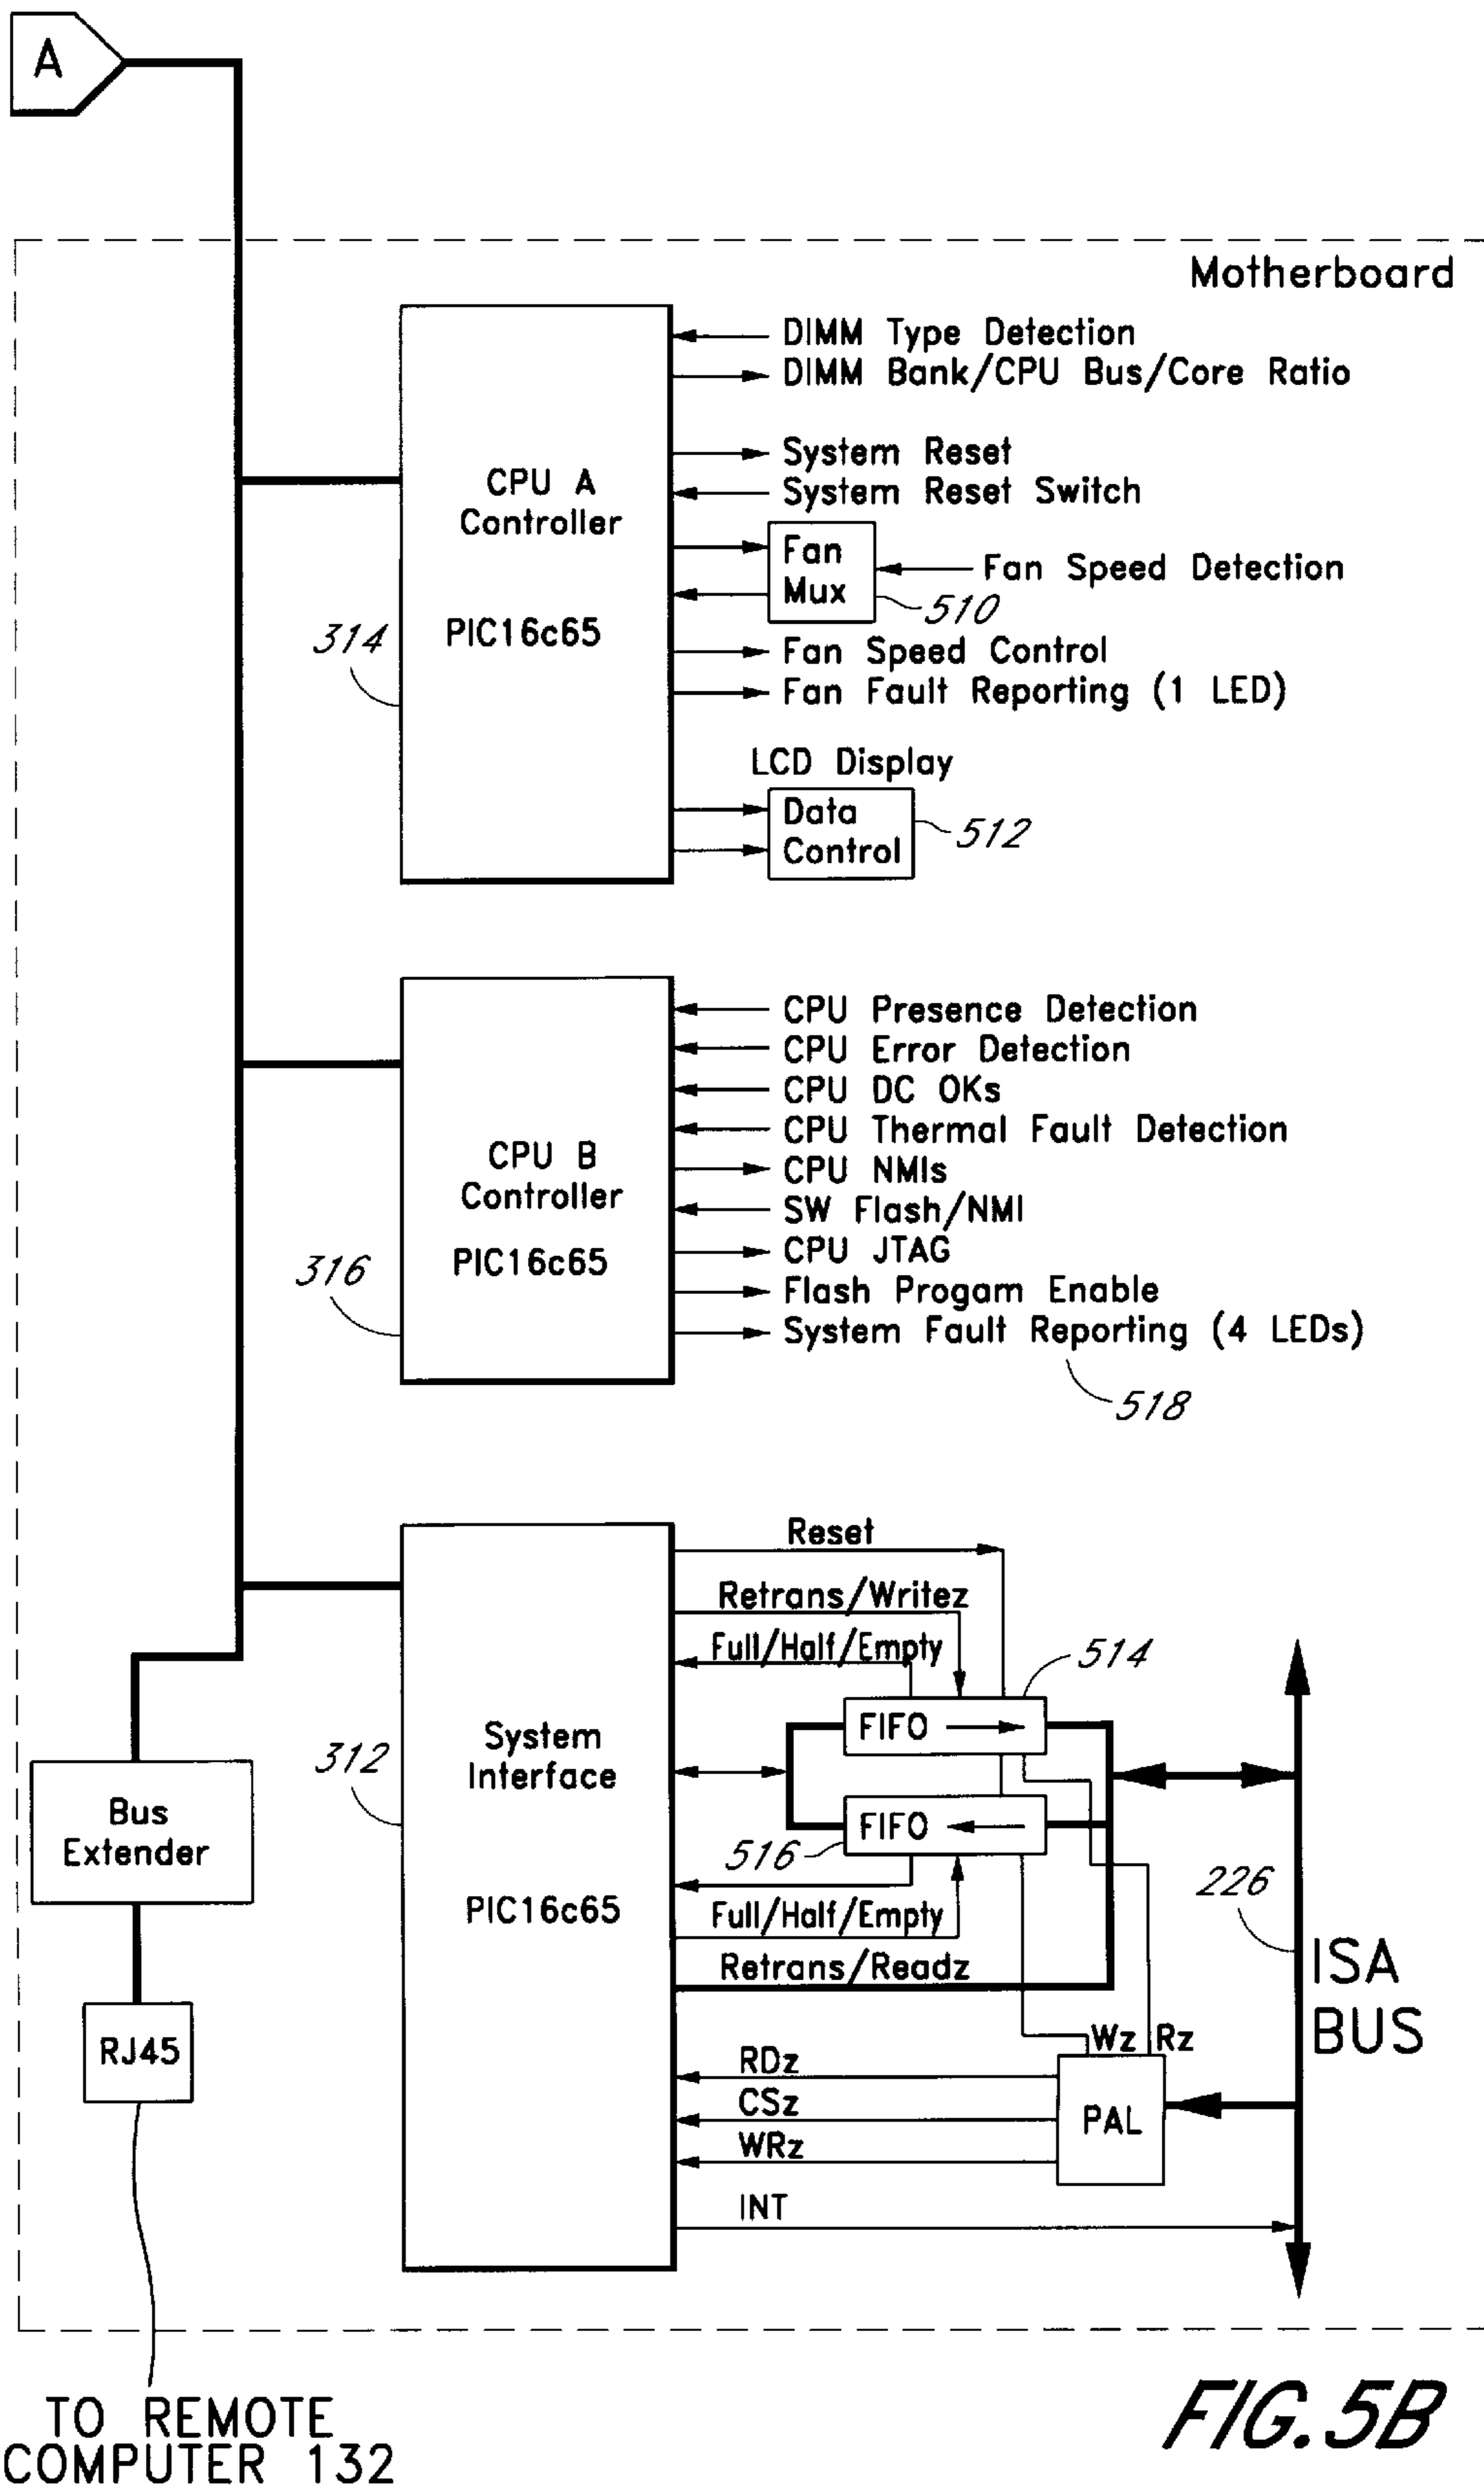 A
Motherboard
DIMM Type Detection
DIMM Bank/CPU Bus/Core Ratio
System Reset
System Reset Switch
CPU A
Controller
PIC16c65
314
Fan
Mux
Fan Speed Detection
510
Fan Speed Control
Fan Fault Reporting (1 LED)
LCD Display
Data
Control
512
CPU Presence Detection
CPU Error Detection
CPU DC OKs
CPU Thermal Fault Detection
CPU NMIs
SW Flash/NMI
CPU JTAG
Flash Progam Enable
System Fault Reporting (4 LEDs)
CPU B
Controller
PIC16c65
316
518
Reset
Retrans/Writez
Full/Half/Empty
514
FIFO
System
Interface
PIC16c65
312
FIFO
516
Full/Half/Empty
Retrans/Readz
226
ISA
BUS
Bus
Extender
RJ45
Wz Rz
RDz
CSz
WRz
PAL
INT
TO REMOTE
COMPUTER 132
FIG. 5B